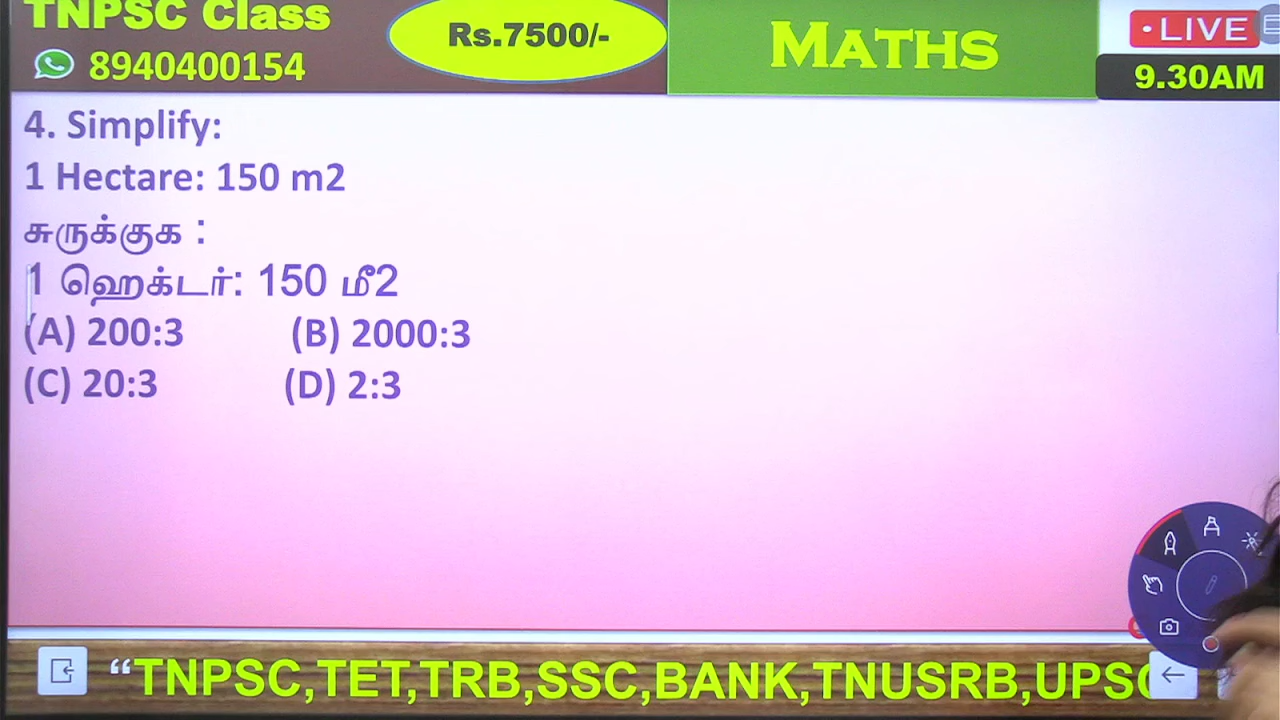 TNPSC Class
8940400154
Rs.7500/-
MATHS
•LIVE
9.30AM
4. Simplify:
1 Hectare: 150 m2
சுருக்குக :
1 ஹெக்டர்: 150 மீ2
(A) 200:3 (B) 2000:3
(C) 20:3 (D) 2:3
“TNPSC,TET,TRB,SSC,BANK,TNUSRB,UPSC